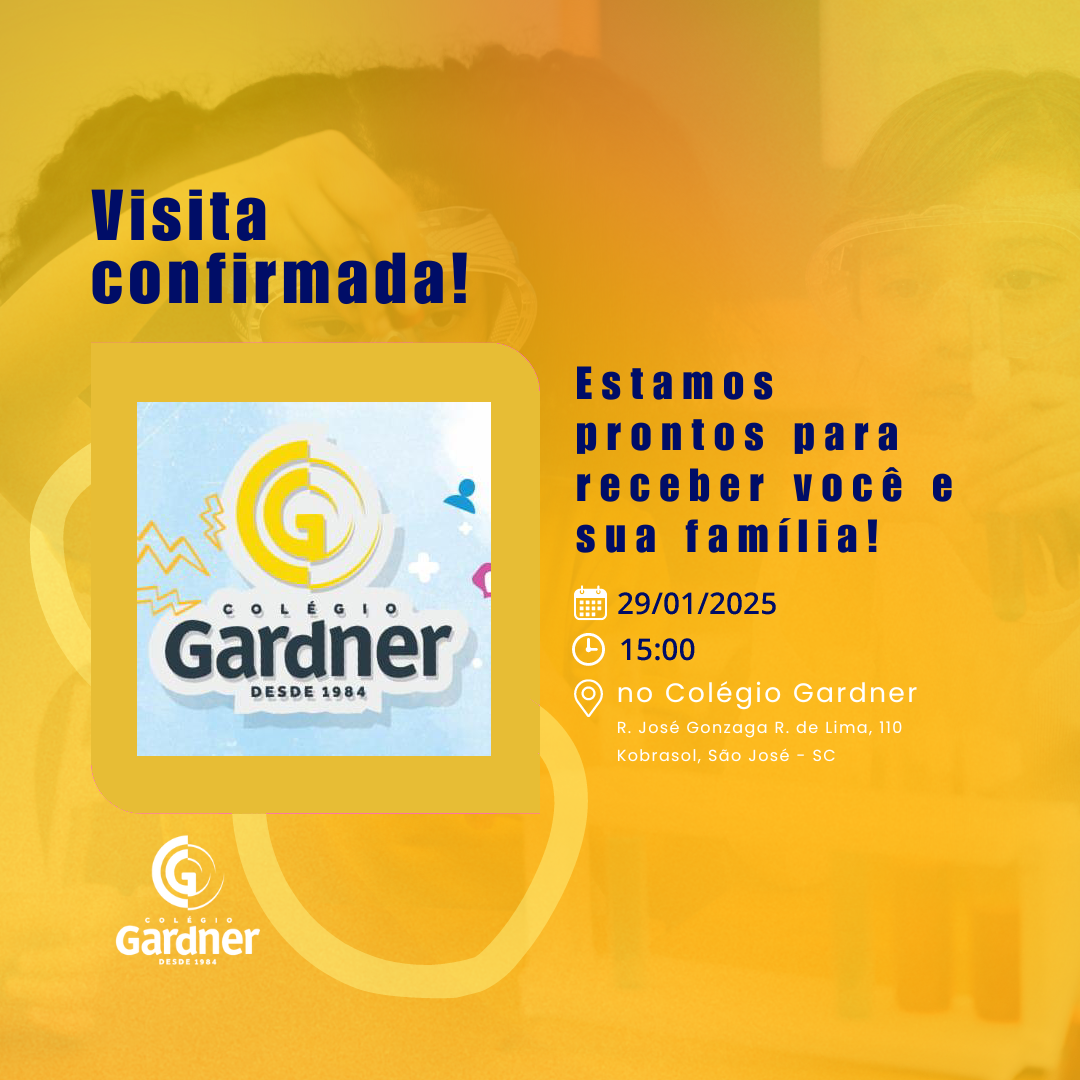 Visita
confirmada!
COLÉGIO
Gardner
DESDE 1984
Estamos
prontos para
receber você e
sua família!
29/01/2025
15:00
no Colégio Gardner
R. José Gonzaga R. de Lima, 110
Kobrasol, São José - SC
COLÉGIO
Gardner
DESDE 1984